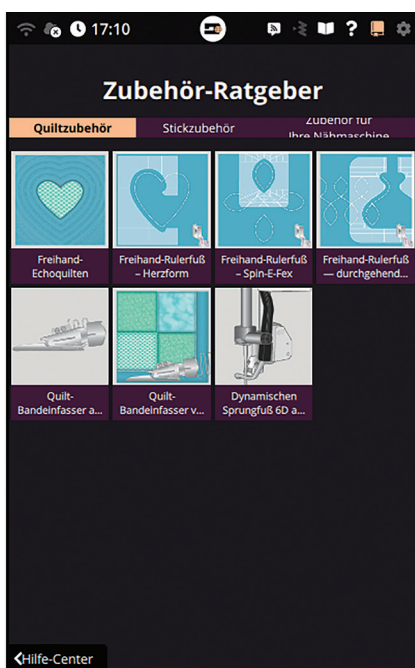 17:10
?
Zubehör-Ratgeber
Quiltzubehör
Stickzubehör
Zubehör für
Ihre Nähmaschine
Freihand-
Echoquilten
Freihand-Rulerfuß
– Herzform
Freihand-Rulerfuß
– Spin-E-Fex
Freihand-Rulerfuß
— durchgehend...
Quilt-
Bandeinfasser a...
Quilt-
Bandeinfasser v...
Dynamischen
Sprungfuß 6D a...
Hilfe-Center